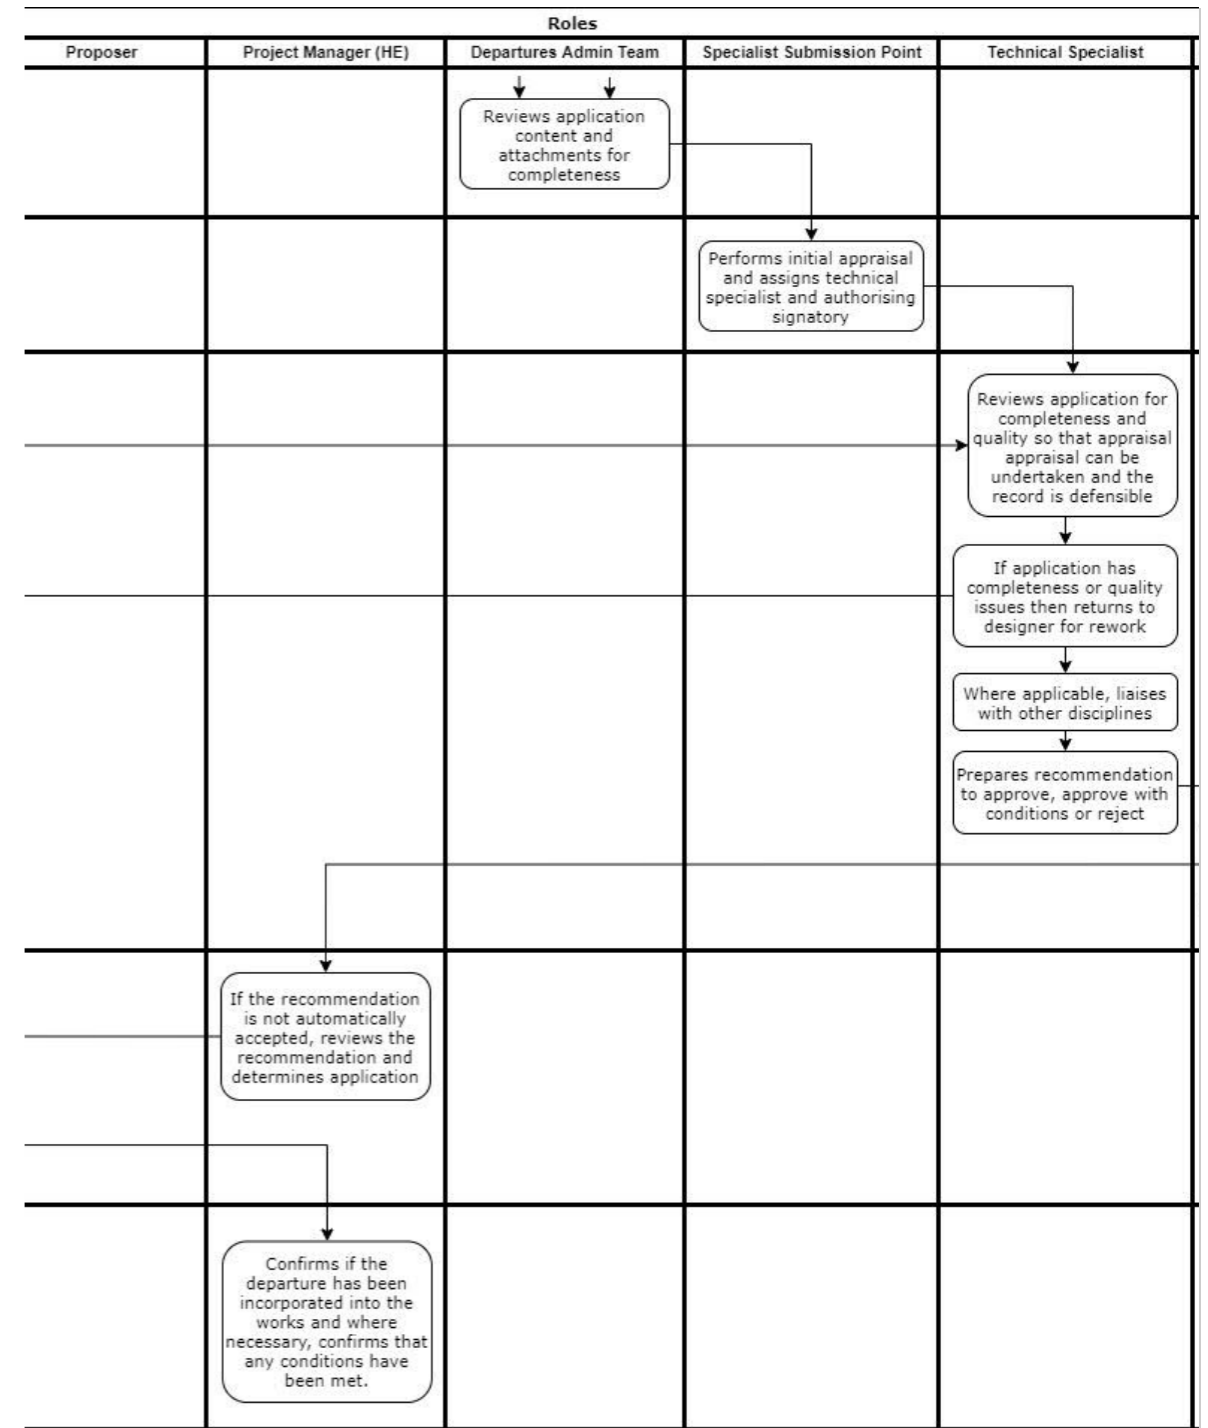 Roles
Proposer
Project Manager (HE)
Departures Admin Team
Specialist Submission Point
Technical Specialist
Reviews application
content and
attachments for
completeness
Performs initial appraisal
and assigns technical
specialist and authorising
signatory
Reviews application for
completeness and
quality so that appraisal
appraisal can be
undertaken and the
record is defensible
If application has
completeness or quality
issues then returns to
designer for rework
Where applicable, liaises
with other disciplines
Prepares recommendation
to approve, approve with
conditions or reject
If the recommendation
is not automatically
accepted, reviews the
recommendation and
determines application
Confirms if the
departure has been
incorporated into the
works and where
necessary, confirms that
any conditions have
been met.